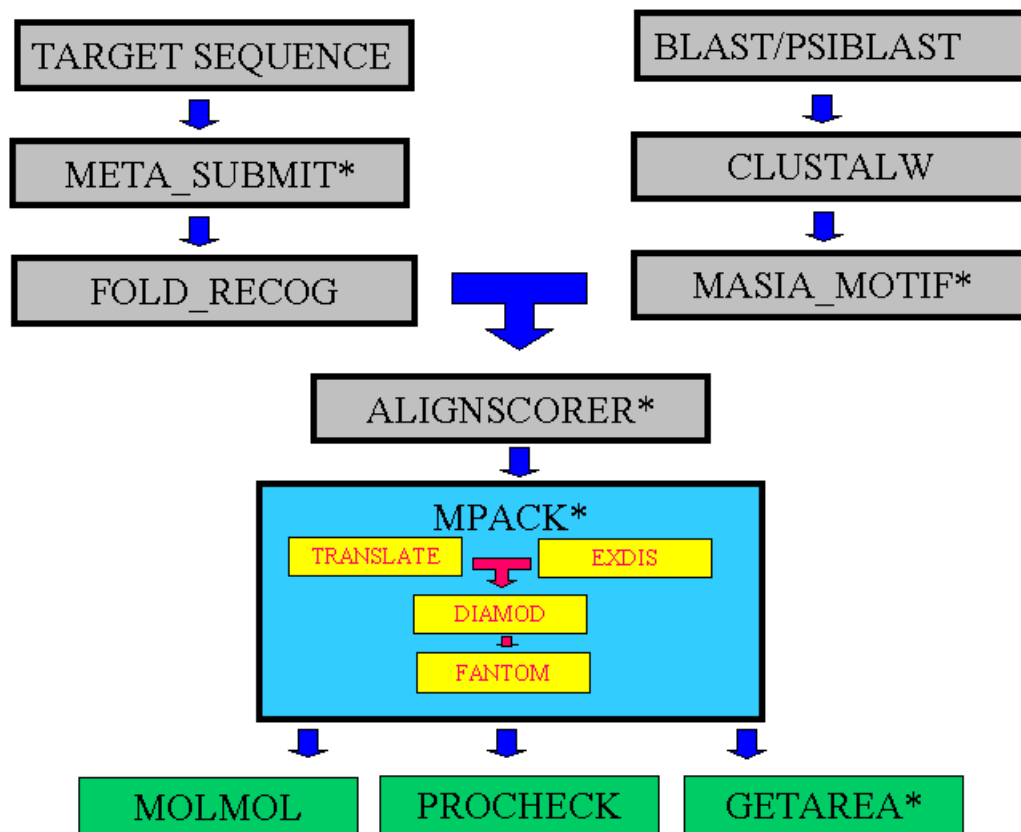 TARGET SEQUENCE
BLAST/PSIBLAST
META_SUBMIT*
CLUSTALW
FOLD_RECOG
MASIA_MOTIF*
ALIGNSCORER*
MPACK*
TRANSLATE
EXDIS
DIAMOD
FANTOM
MOLMOL
PROCHECK
GETAREA*